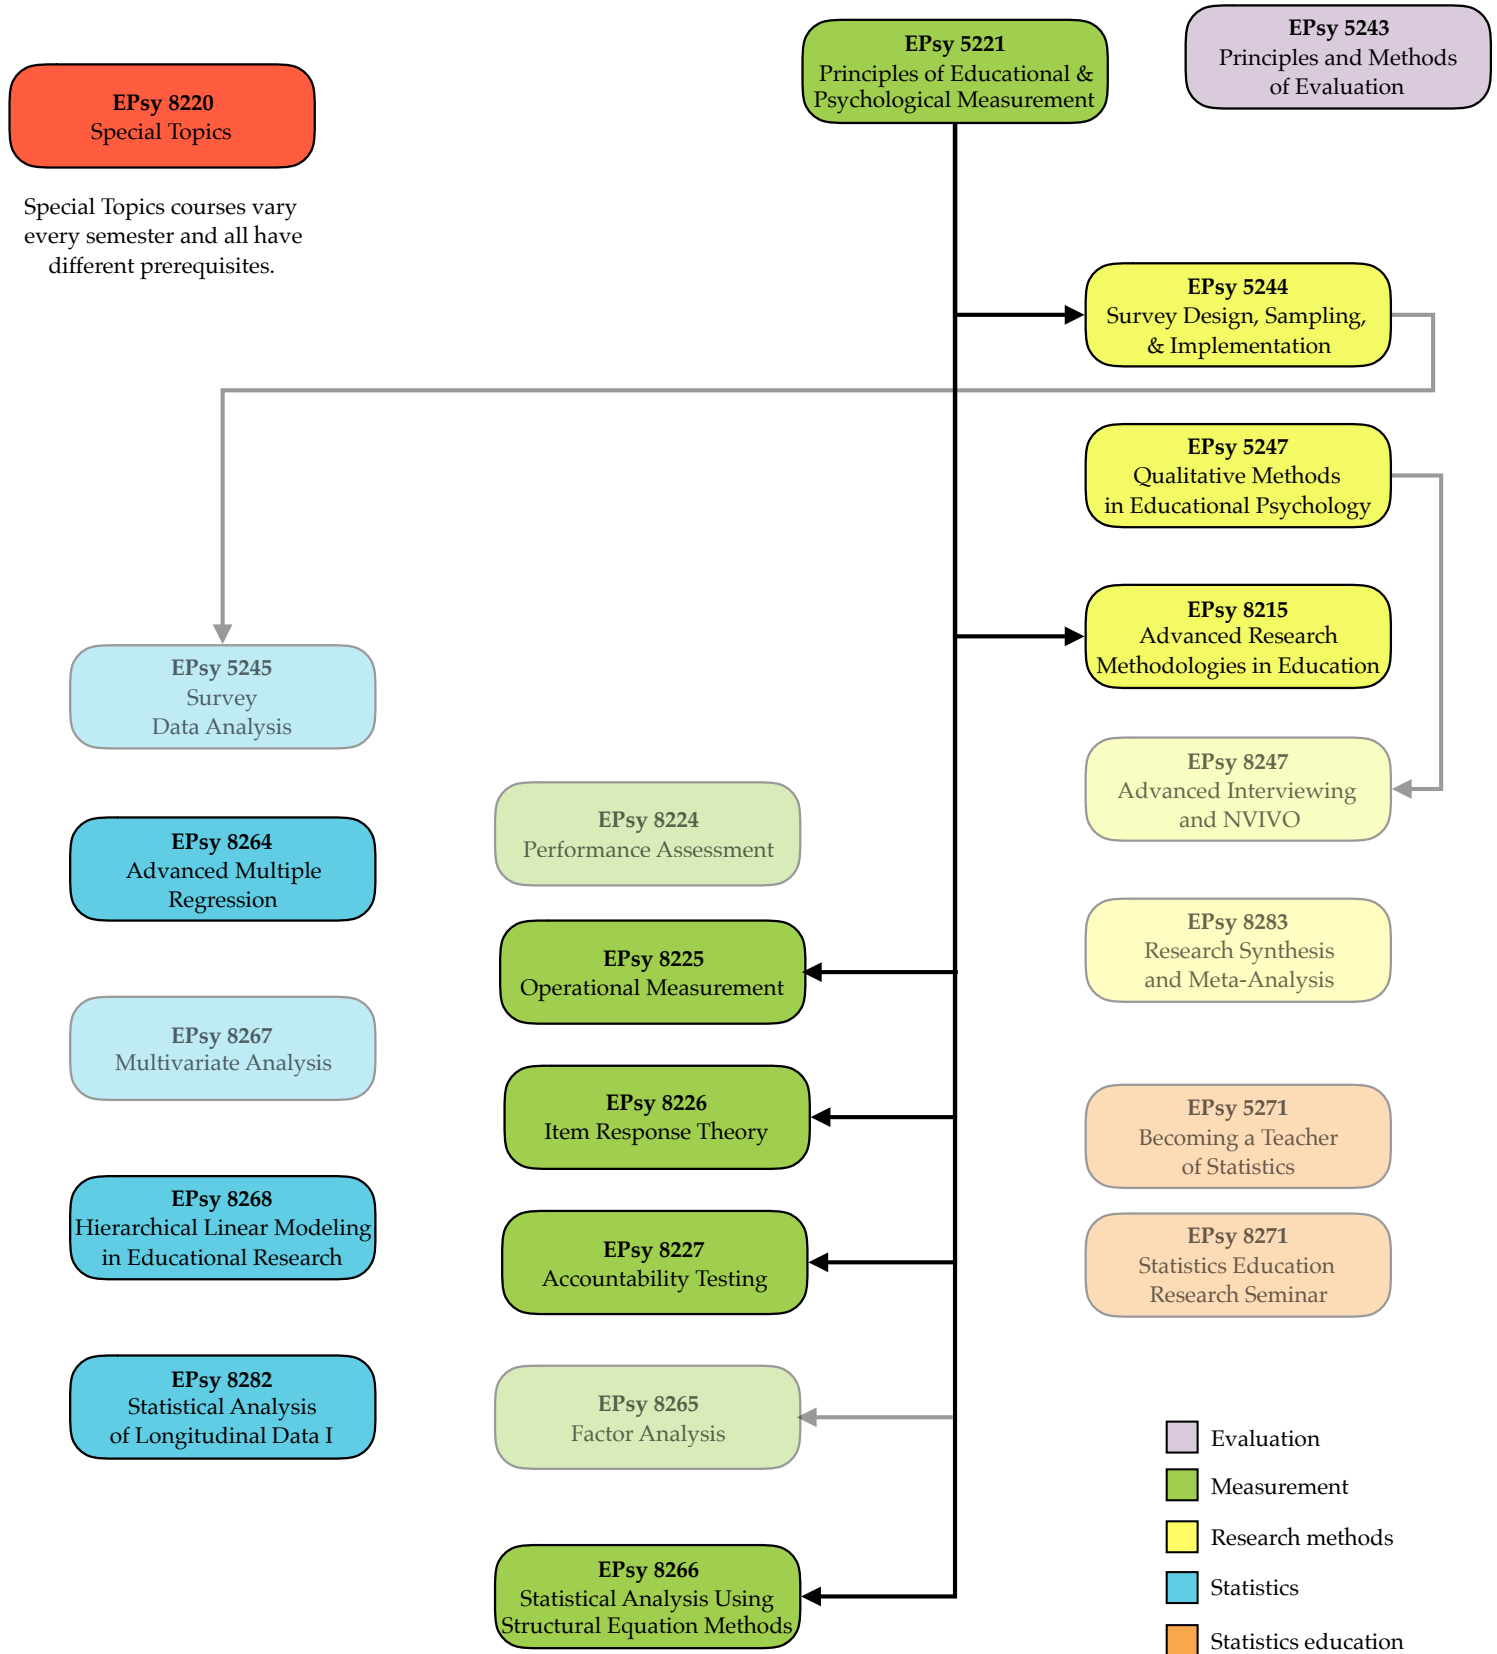 EPsy 5221
Principles of Educational &
Psychological Measurement
EPsy 5243
Principles and Methods
of Evaluation
EPsy 8220
Special Topics
Special Topics courses vary
every semester and all have
different prerequisites.
EPsy 5244
Survey Design, Sampling,
& Implementation
EPsy 5247
Qualitative Methods
in Educational Psychology
EPsy 8215
Advanced Research
Methodologies in Education
EPsy 5245
Survey
Data Analysis
EPsy 8247
Advanced Interviewing
and NVIVO
EPsy 8224
Performance Assessment
EPsy 8264
Advanced Multiple
Regression
EPsy 8283
Research Synthesis
and Meta-Analysis
EPsy 8225
Operational Measurement
EPsy 8267
Multivariate Analysis
EPsy 8226
Item Response Theory
EPsy 5271
Becoming a Teacher
of Statistics
EPsy 8268
Hierarchical Linear Modeling
in Educational Research
EPsy 8227
Accountability Testing
EPsy 8271
Statistics Education
Research Seminar
EPsy 8282
Statistical Analysis
of Longitudinal Data I
EPsy 8265
Factor Analysis
EPsy 8266
Statistical Analysis Using
Structural Equation Methods
Evaluation
Measurement
Research methods
Statistics
Statistics education